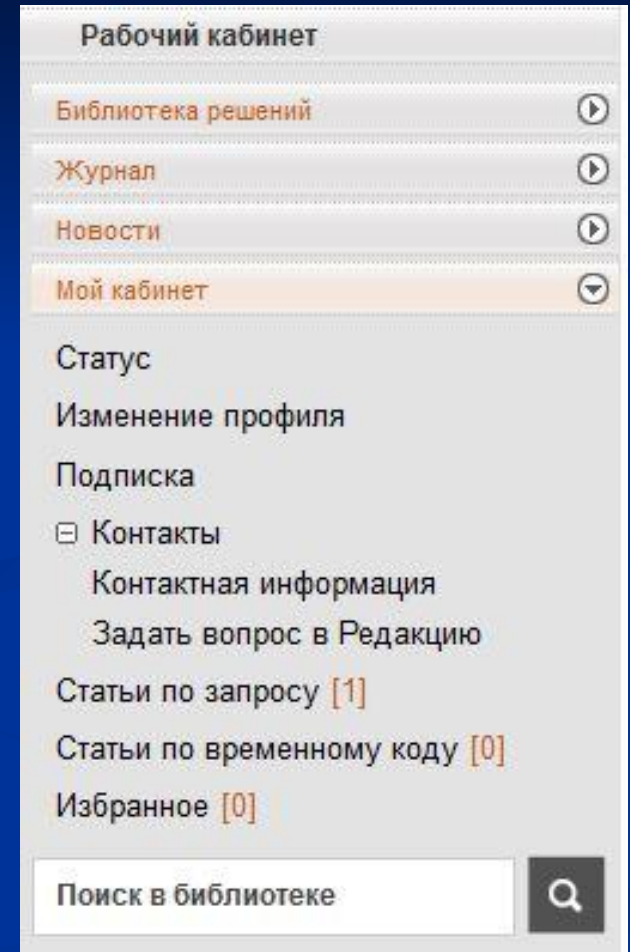 Рабочий кабинет
Библиотека решений
Журнал
Новости
Мой кабинет
Статус
Изменение профиля
Подписка
Контакты
Контактная информация
Задать вопрос в Редакцию
Статьи по запросу [1]
Статьи по временному коду [0]
Избранное [0]
Поиск в библиотеке